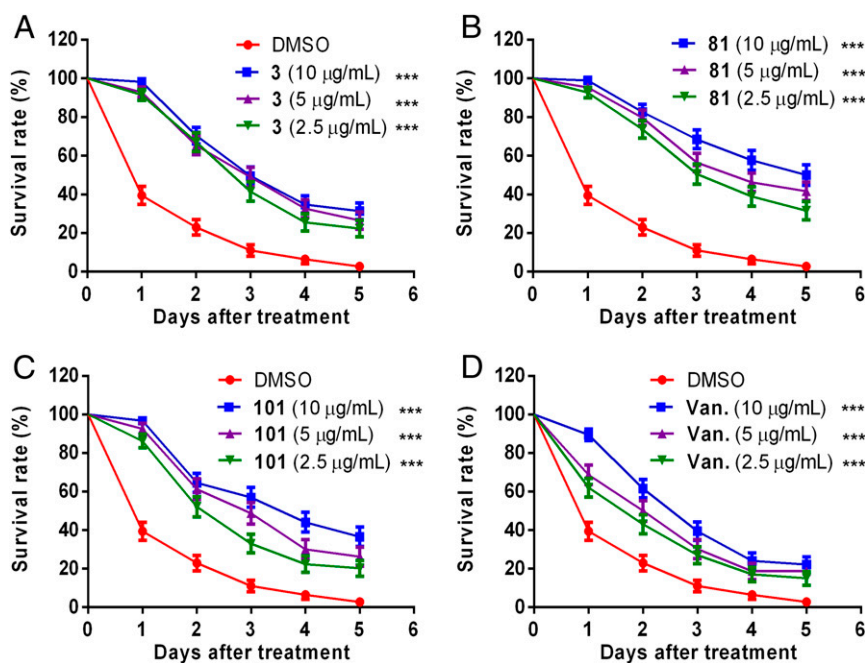 A
Survival rate (%)
120
100
80
60
40
20
0
0 1 2 3 4 5 6
Days after treatment
DMSO
3 (10 μg/mL) ***
3 (5 μg/mL) ***
3 (2.5 μg/mL) ***
B
Survival rate (%)
120
100
80
60
40
20
0
0 1 2 3 4 5 6
Days after treatment
81 (10 μg/mL) ***
81 (5 μg/mL) ***
81 (2.5 μg/mL) ***
C
Survival rate (%)
120
100
80
60
40
20
0
0 1 2 3 4 5 6
Days after treatment
DMSO
101 (10 μg/mL) ***
101 (5 μg/mL) ***
101 (2.5 μg/mL) ***
D
Survival rate (%)
120
100
80
60
40
20
0
0 1 2 3 4 5 6
Days after treatment
DMSO
Van. (10 μg/mL) ***
Van. (5 μg/mL) ***
Van. (2.5 μg/mL) ***